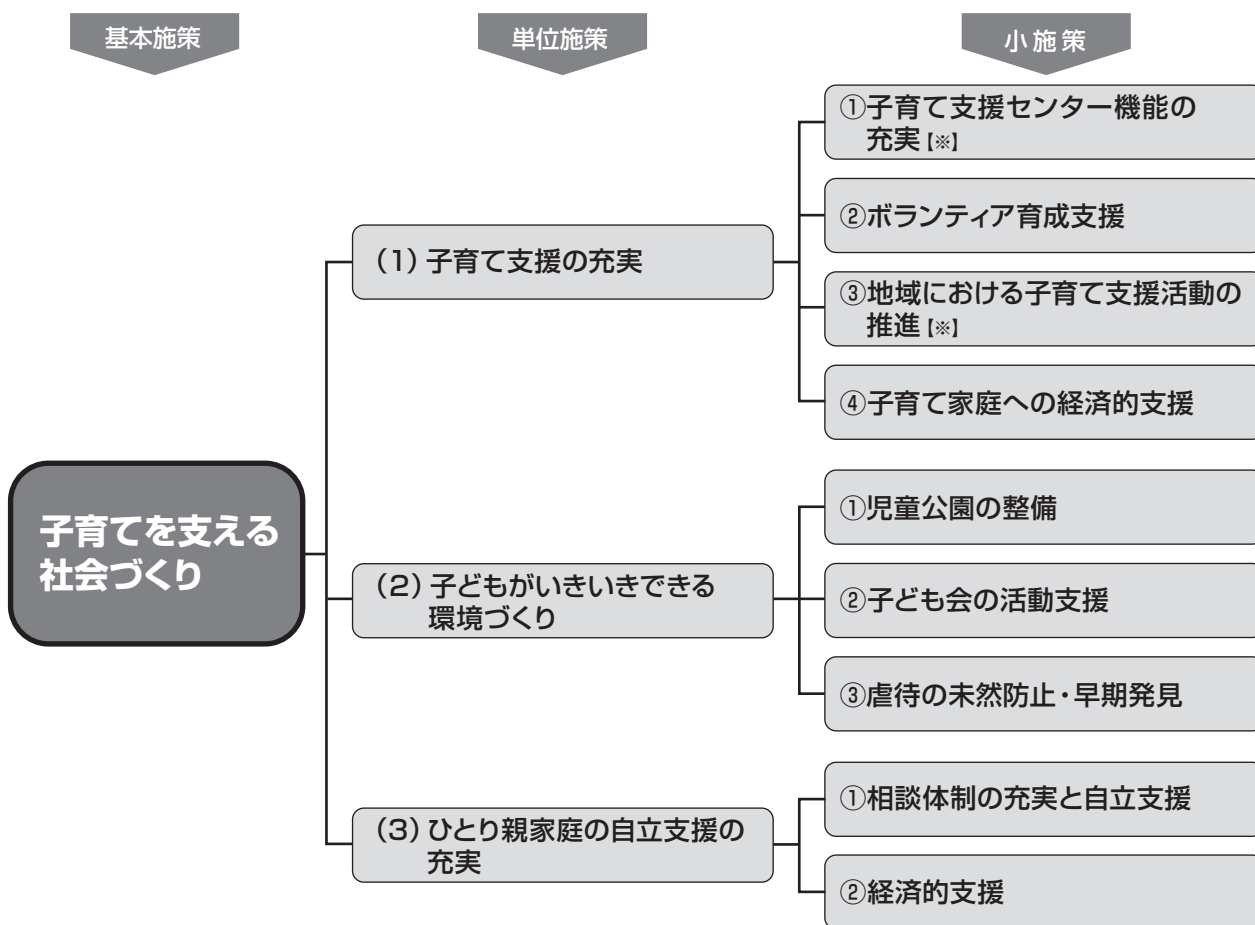 基本施策
単位施策
小施策
子育てを支える
社会づくり
(1)子育て支援の充実
①子育て支援センター機能の
充実【※】
②ボランティア育成支援
③地域における子育て支援活動の
推進【※】
④子育て家庭への経済的支援
(2)子どもがいきいきできる
環境づくり
①児童公園の整備
②子ども会の活動支援
③虐待の未然防止・早期発見
(3)ひとり親家庭の自立支援の
充実
①相談体制の充実と自立支援
②経済的支援